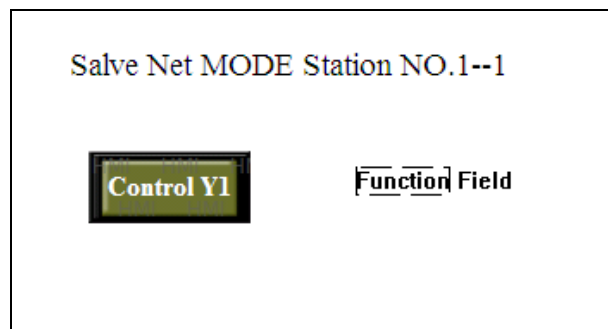 Salve Net MODE Station NO.1--1
Control Y1
Function Field